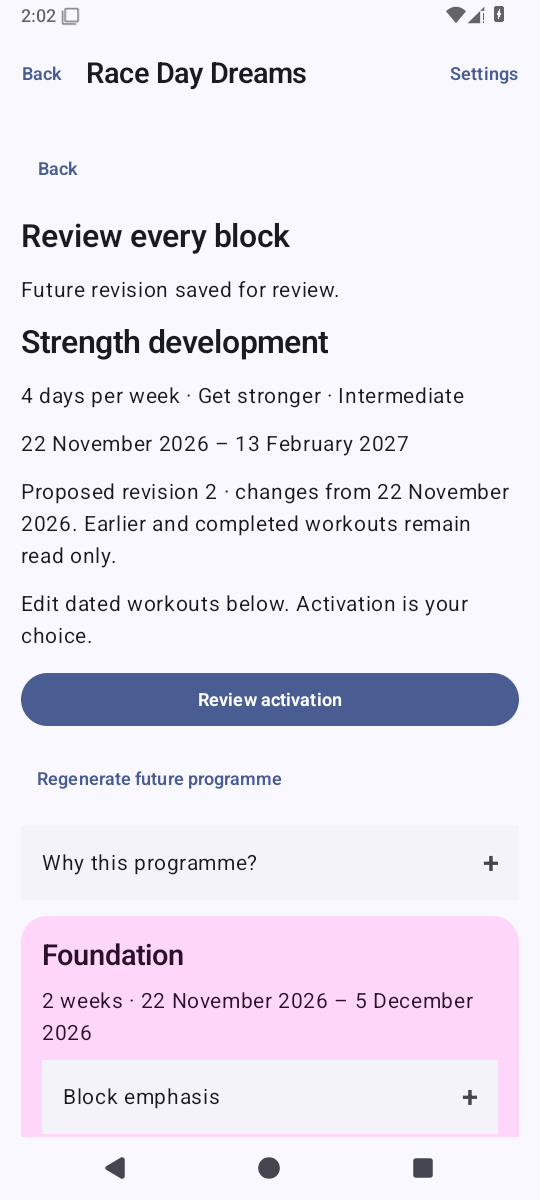 2:02
Back Race Day Dreams Settings
Back
Review every block
Future revision saved for review.
Strength development
4 days per week · Get stronger · Intermediate
22 November 2026 – 13 February 2027
Proposed revision 2 · changes from 22 November
2026. Earlier and completed workouts remain
read only.
Edit dated workouts below. Activation is your
choice.
Review activation
Regenerate future programme
Why this programme? +
Foundation
2 weeks · 22 November 2026 – 5 December
2026
Block emphasis +